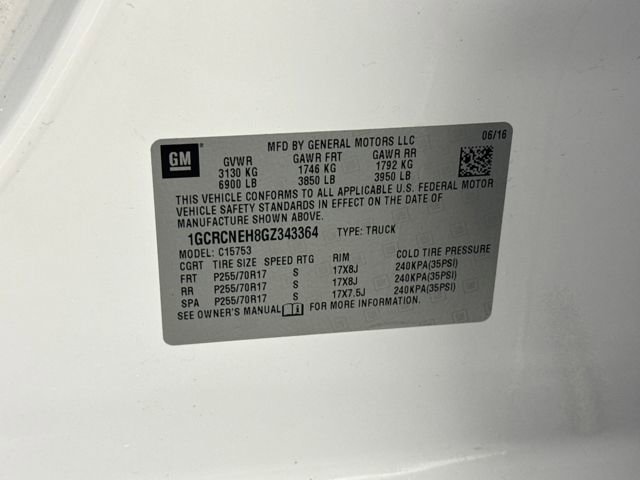 MFD BY GENERAL MOTORS LLC 06/16
GM GVWR GAWR FRT GAWR RR
3130 KG 1746 KG 1792 KG
6900 LB 3850 LB 3950 LB
THIS VEHICLE CONFORMS TO ALL APPLICABLE U.S. FEDERAL MOTOR
VEHICLE SAFETY STANDARDS IN EFFECT ON THE DATE OF
MANUFACTURE SHOWN ABOVE.
1GCRCNEH8GZ343364 TYPE: TRUCK
MODEL: C15753
CGRT TIRE SIZE SPEED RTG RIM COLD TIRE PRESSURE
FRT P255/70R17 S 17X8J 240KPA(35PSI)
RR P255/70R17 S 17X8J 240KPA(35PSI)
SPA P255/70R17 S 17X7.5J 240KPA(35PSI)
SEE OWNER'S MANUAL FOR MORE INFORMATION.